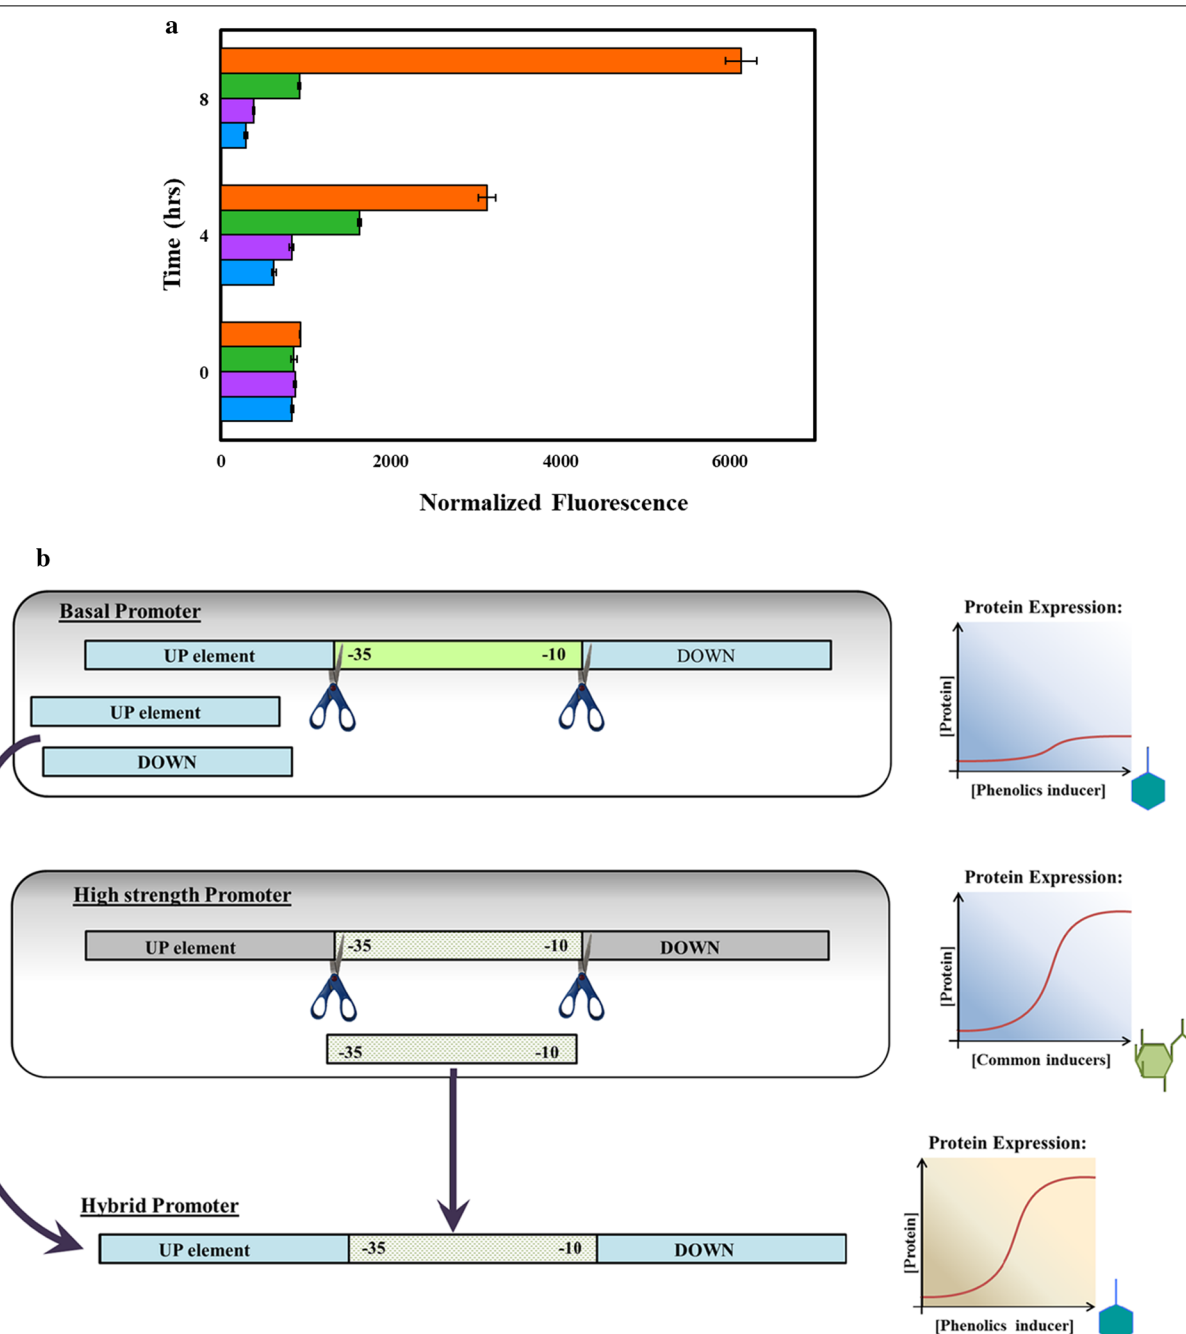 a
8
4
0
Time (hrs)
0 2000 4000 6000
Normalized Fluorescence
b
Basal Promoter
UP element -35 -10 DOWN
UP element
DOWN
Protein Expression:
[Protein]
[Phenolics inducer]
High strength Promoter
UP element -35 -10 DOWN
-35 -10
Protein Expression:
[Protein]
[Common inducers]
Hybrid Promoter
UP element -35 -10 DOWN
Protein Expression:
[Protein]
[Phenolics inducer]